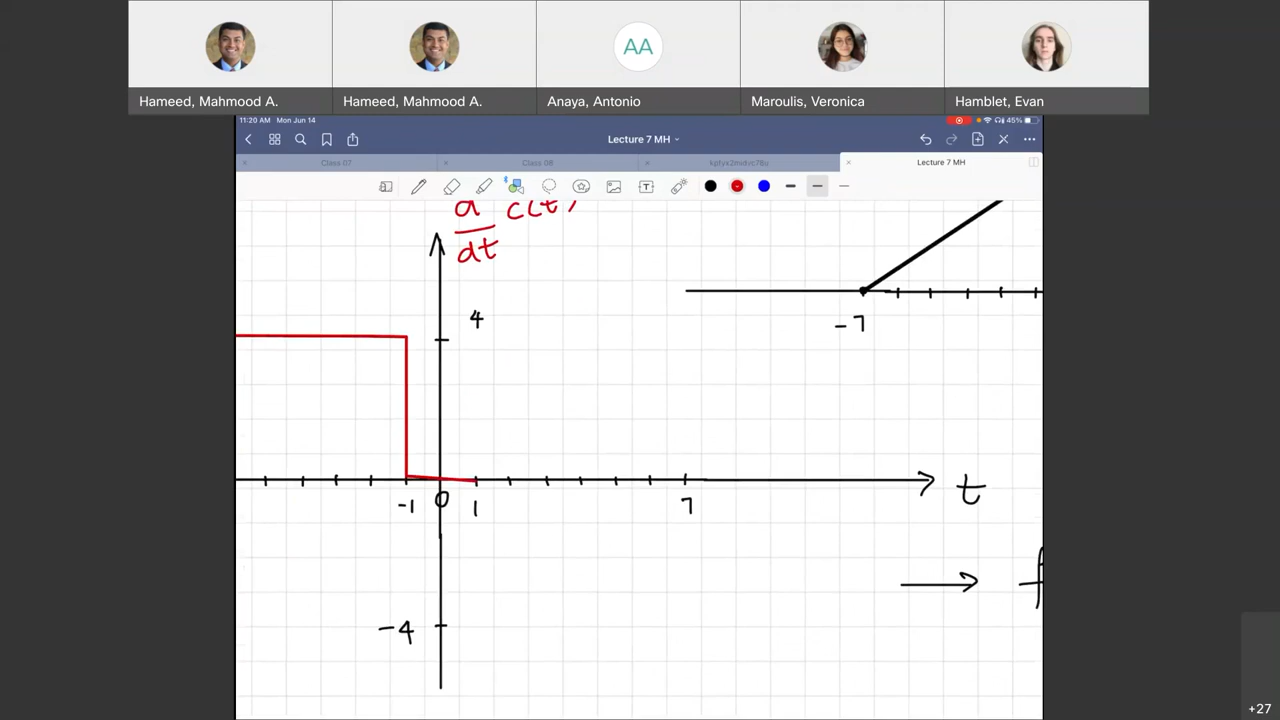 AA
Hameed, Mahmood A.
Hameed, Mahmood A.
Anaya, Antonio
Maroulis, Veronica
Hamblet, Evan
11:20 AM Mon Jun 14
45%
Lecture 7 MH
Class 07
Class 08
Lecture 7 MH
d c(t)
dt
4
-7
-1 0 1 7 t
-4
+27